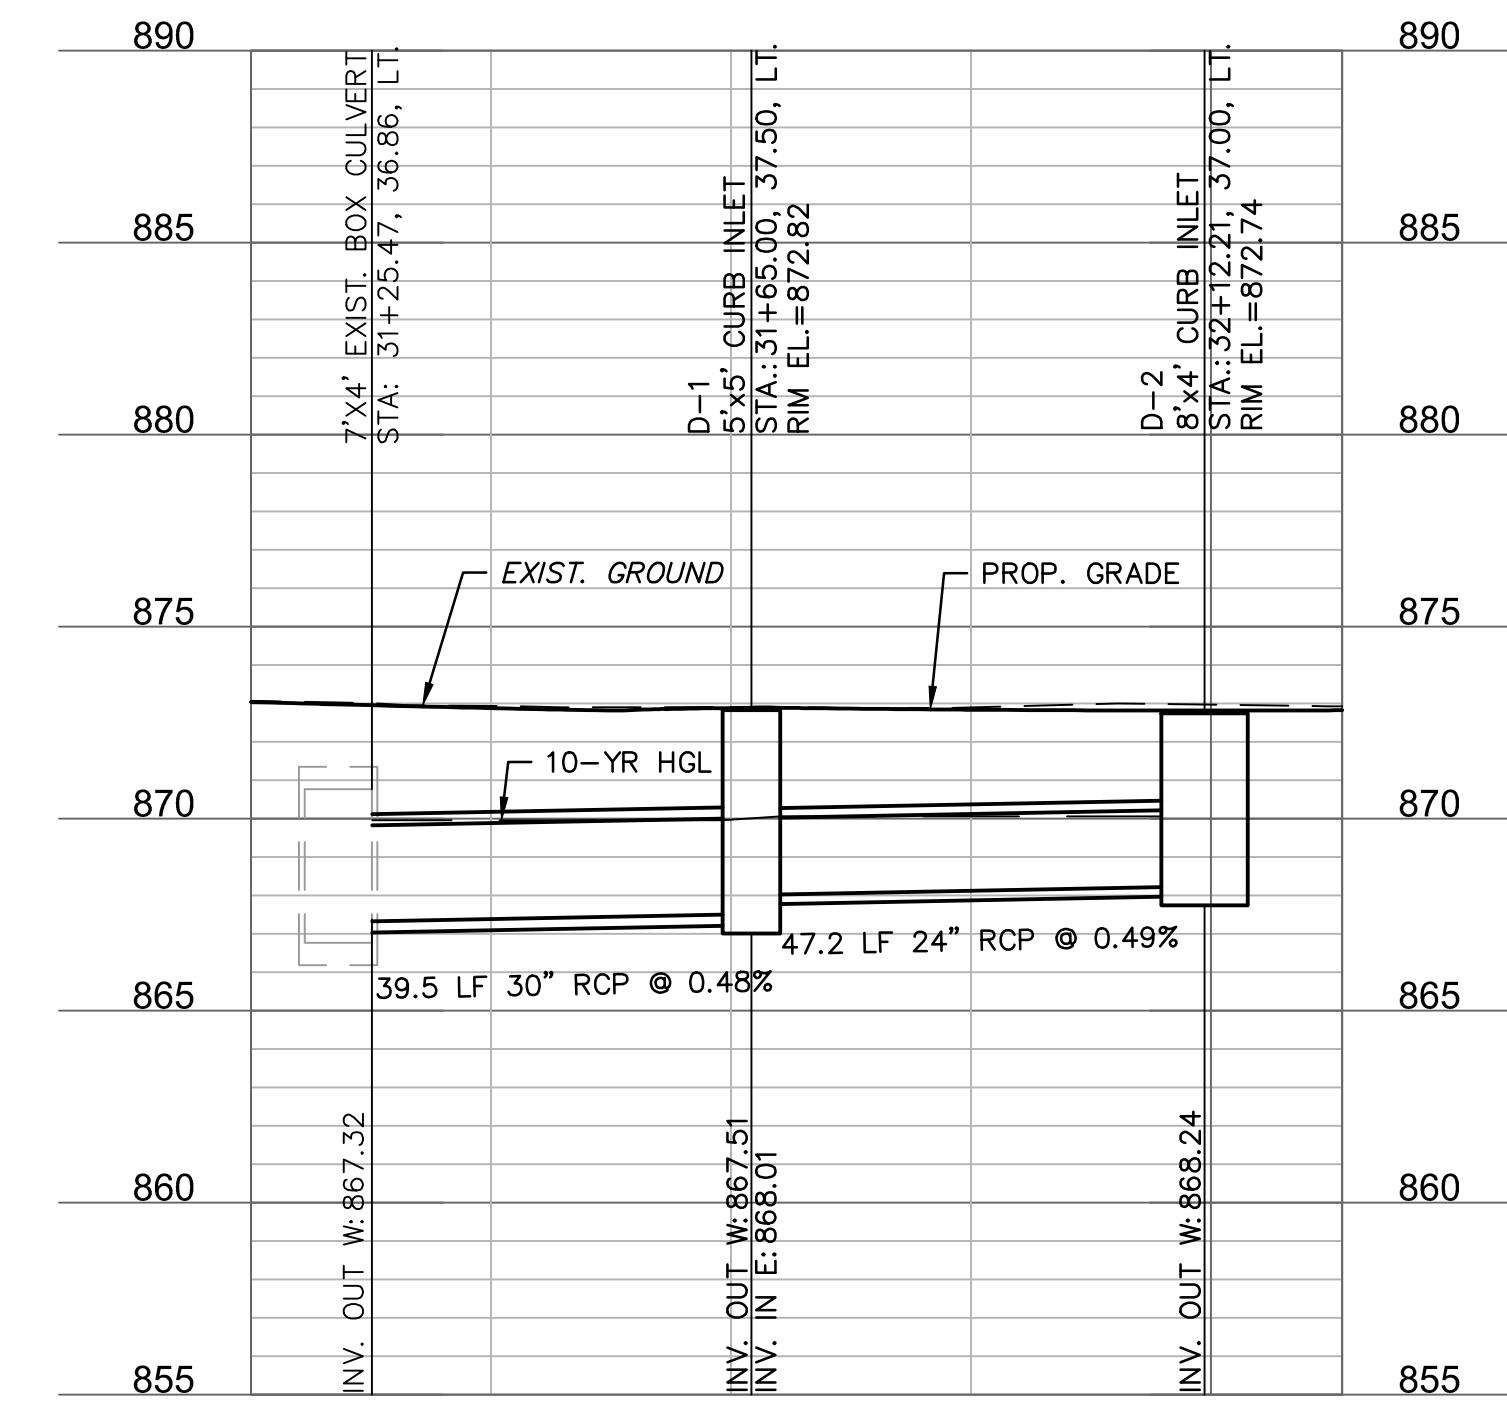 890
890
7'X4' EXIST. BOX CULVERT
STA: 31+25.47, 36.86, LT.
D-1
5'x5' CURB INLET
STA.:31+65.00, 37.50, LT.
RIM EL.=872.82
D-2
8'x4' CURB INLET
STA.:32+12.21, 37.00, LT.
RIM EL.=872.74
885
885
880
880
EXIST. GROUND
PROP. GRADE
875
875
10-YR HGL
870
870
47.2 LF 24" RCP @ 0.49%
39.5 LF 30" RCP @ 0.48%
865
865
INV. OUT W:867.32
INV. OUT W:867.51
INV. IN E:868.01
INV. OUT W:868.24
860
860
855
855